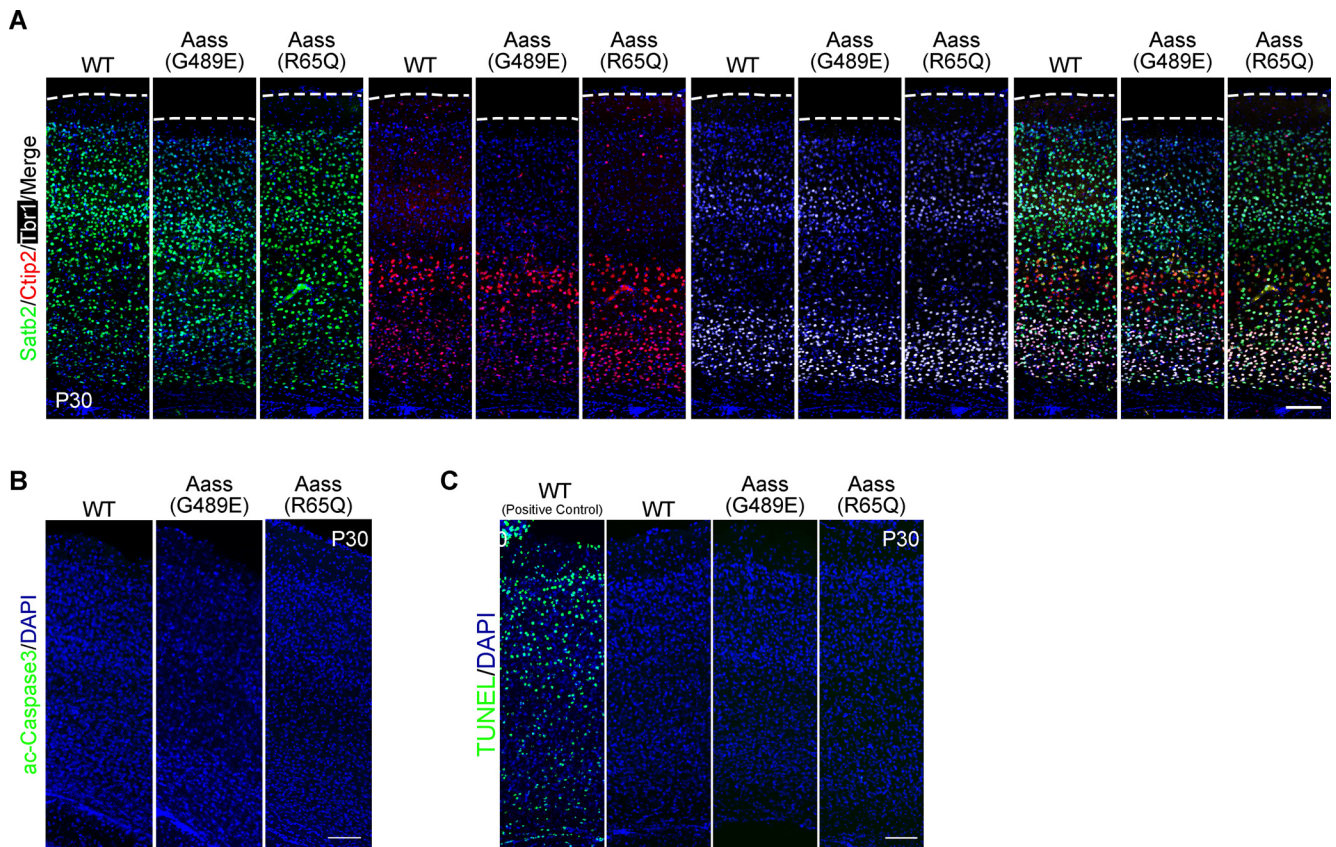 A
WT
Aass
(G489E)
Aass
(R65Q)
WT
Aass
(G489E)
Aass
(R65Q)
WT
Aass
(G489E)
Aass
(R65Q)
WT
Aass
(G489E)
Aass
(R65Q)
Satb2/Ctip2/Tbr1/Merge
P30
B
WT
Aass
(G489E)
Aass
(R65Q)
ac-Caspase3/DAPI
P30
C
WT
(Positive Control)
WT
Aass
(G489E)
Aass
(R65Q)
TUNEL/DAPI
0
P30